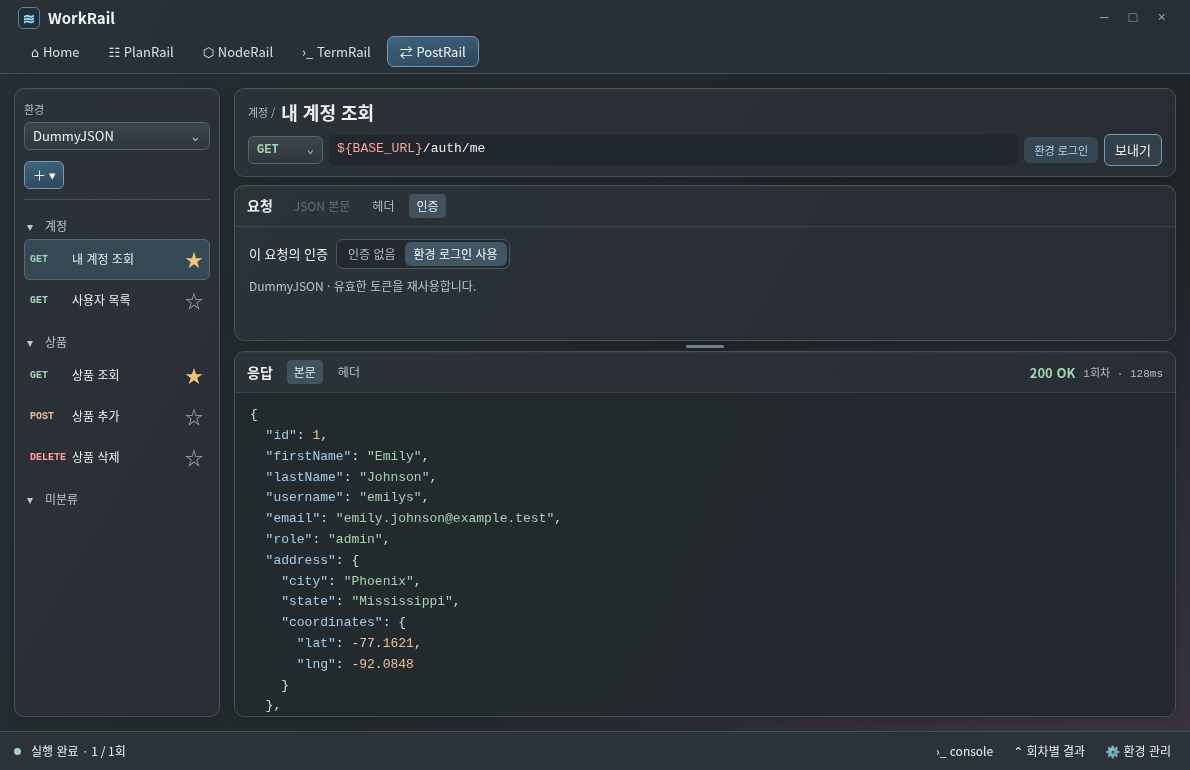 WorkRail
Home PlanRail NodeRail TermRail PostRail
환경
DummyJSON
계정
GET 내 계정 조회
GET 사용자 목록
상품
GET 상품 조회
POST 상품 추가
DELETE 상품 삭제
미분류
계정 / 내 계정 조회
GET ${BASE_URL}/auth/me 환경 로그인 보내기
요청 JSON 본문 헤더 인증
이 요청의 인증 인증 없음 환경 로그인 사용
DummyJSON · 유효한 토큰을 재사용합니다.
응답 본문 헤더 200 OK 1회차 · 128ms
{
"id": 1,
"firstName": "Emily",
"lastName": "Johnson",
"username": "emilys",
"email": "emily.johnson@example.test",
"role": "admin",
"address": {
"city": "Phoenix",
"state": "Mississippi",
"coordinates": {
"lat": -77.1621,
"lng": -92.0848
}
},
실행 완료 · 1 / 1회 ›_ console 회차별 결과 환경 관리